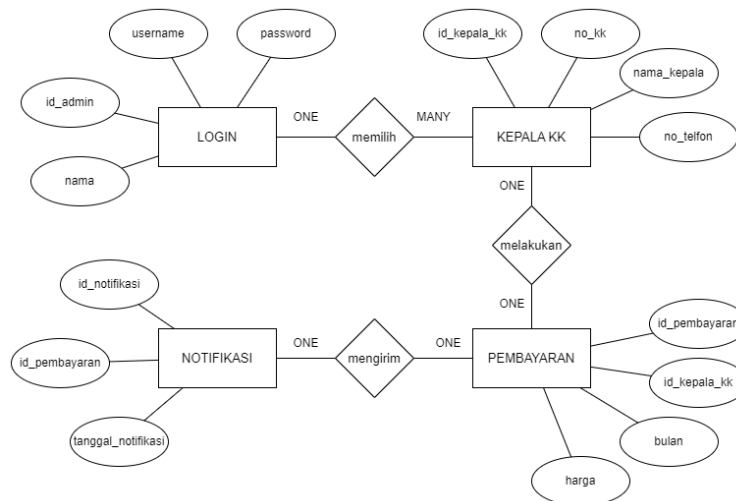 username
password
id_kepala_kk
no_kk
nama_kepala
id_admin
LOGIN
ONE
memilih
MANY
KEPALA KK
no_telfon
nama
ONE
melakukan
id_notifikasi
ONE
id_pembayaran
NOTIFIKASI
ONE
mengirim
ONE
PEMBAYARAN
id_pembayaran
id_kepala_kk
tanggal_notifikasi
bulan
harga